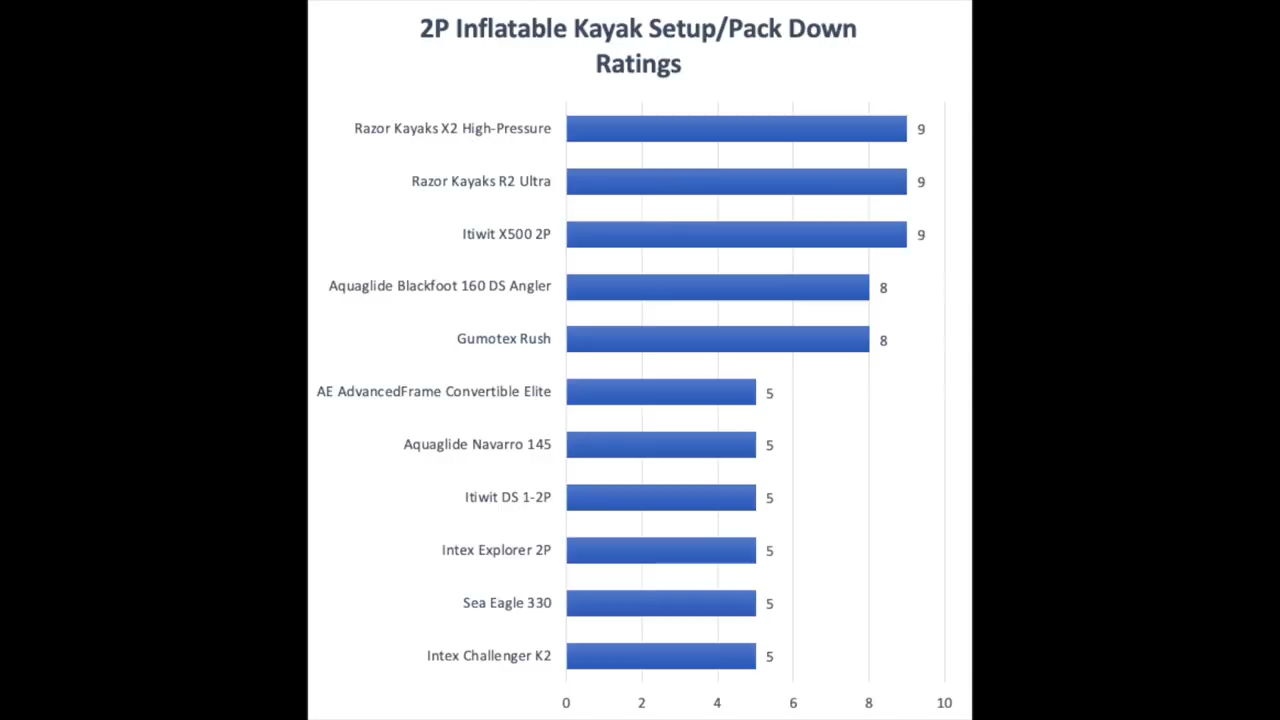 2P Inflatable Kayak Setup/Pack Down
Ratings
Razor Kayaks X2 High-Pressure 9
Razor Kayaks R2 Ultra 9
Itiwit X500 2P 9
Aquaglide Blackfoot 160 DS Angler 8
Gumotex Rush 8
AE AdvancedFrame Convertible Elite 5
Aquaglide Navarro 145 5
Itiwit DS 1-2P 5
Intex Explorer 2P 5
Sea Eagle 330 5
Intex Challenger K2 5
0 2 4 6 8 10